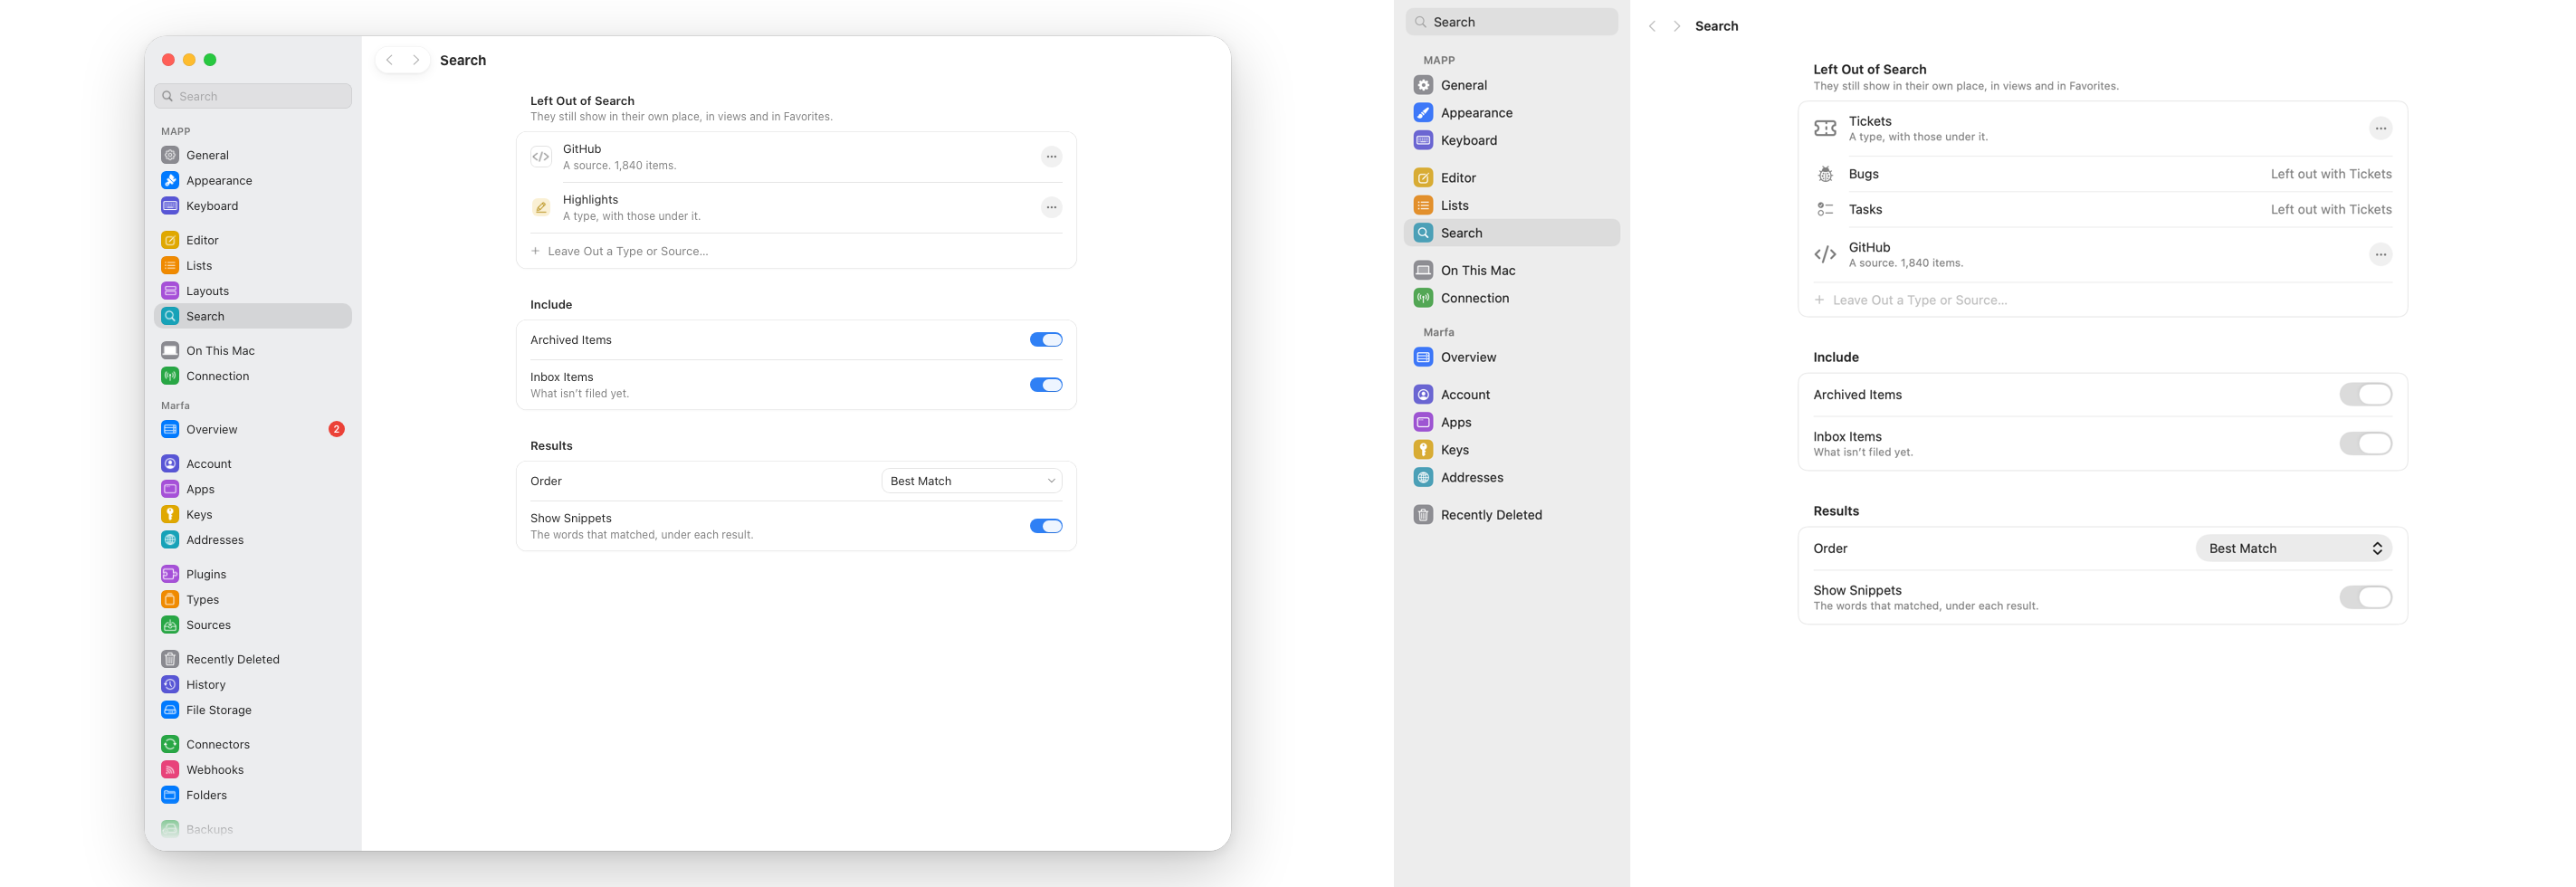 Search
MAPP
General
Appearance
Keyboard
Editor
Lists
Layouts
Search
On This Mac
Connection
Marfa
Overview
2
Account
Apps
Keys
Addresses
Plugins
Types
Sources
Recently Deleted
History
File Storage
Connectors
Webhooks
Folders
Backups
Search
Left Out of Search
They still show in their own place, in views and in Favorites.
GitHub
A source. 1,840 items.
Highlights
A type, with those under it.
+ Leave Out a Type or Source...
Include
Archived Items
Inbox Items
What isn't filed yet.
Results
Order
Best Match
Show Snippets
The words that matched, under each result.
Search
MAPP
General
Appearance
Keyboard
Editor
Lists
Search
On This Mac
Connection
Marfa
Overview
Account
Apps
Keys
Addresses
Recently Deleted
Search
Left Out of Search
They still show in their own place, in views and in Favorites.
Tickets
A type, with those under it.
Bugs
Left out with Tickets
Tasks
Left out with Tickets
GitHub
A source. 1,840 items.
+ Leave Out a Type or Source...
Include
Archived Items
Inbox Items
What isn't filed yet.
Results
Order
Best Match
Show Snippets
The words that matched, under each result.